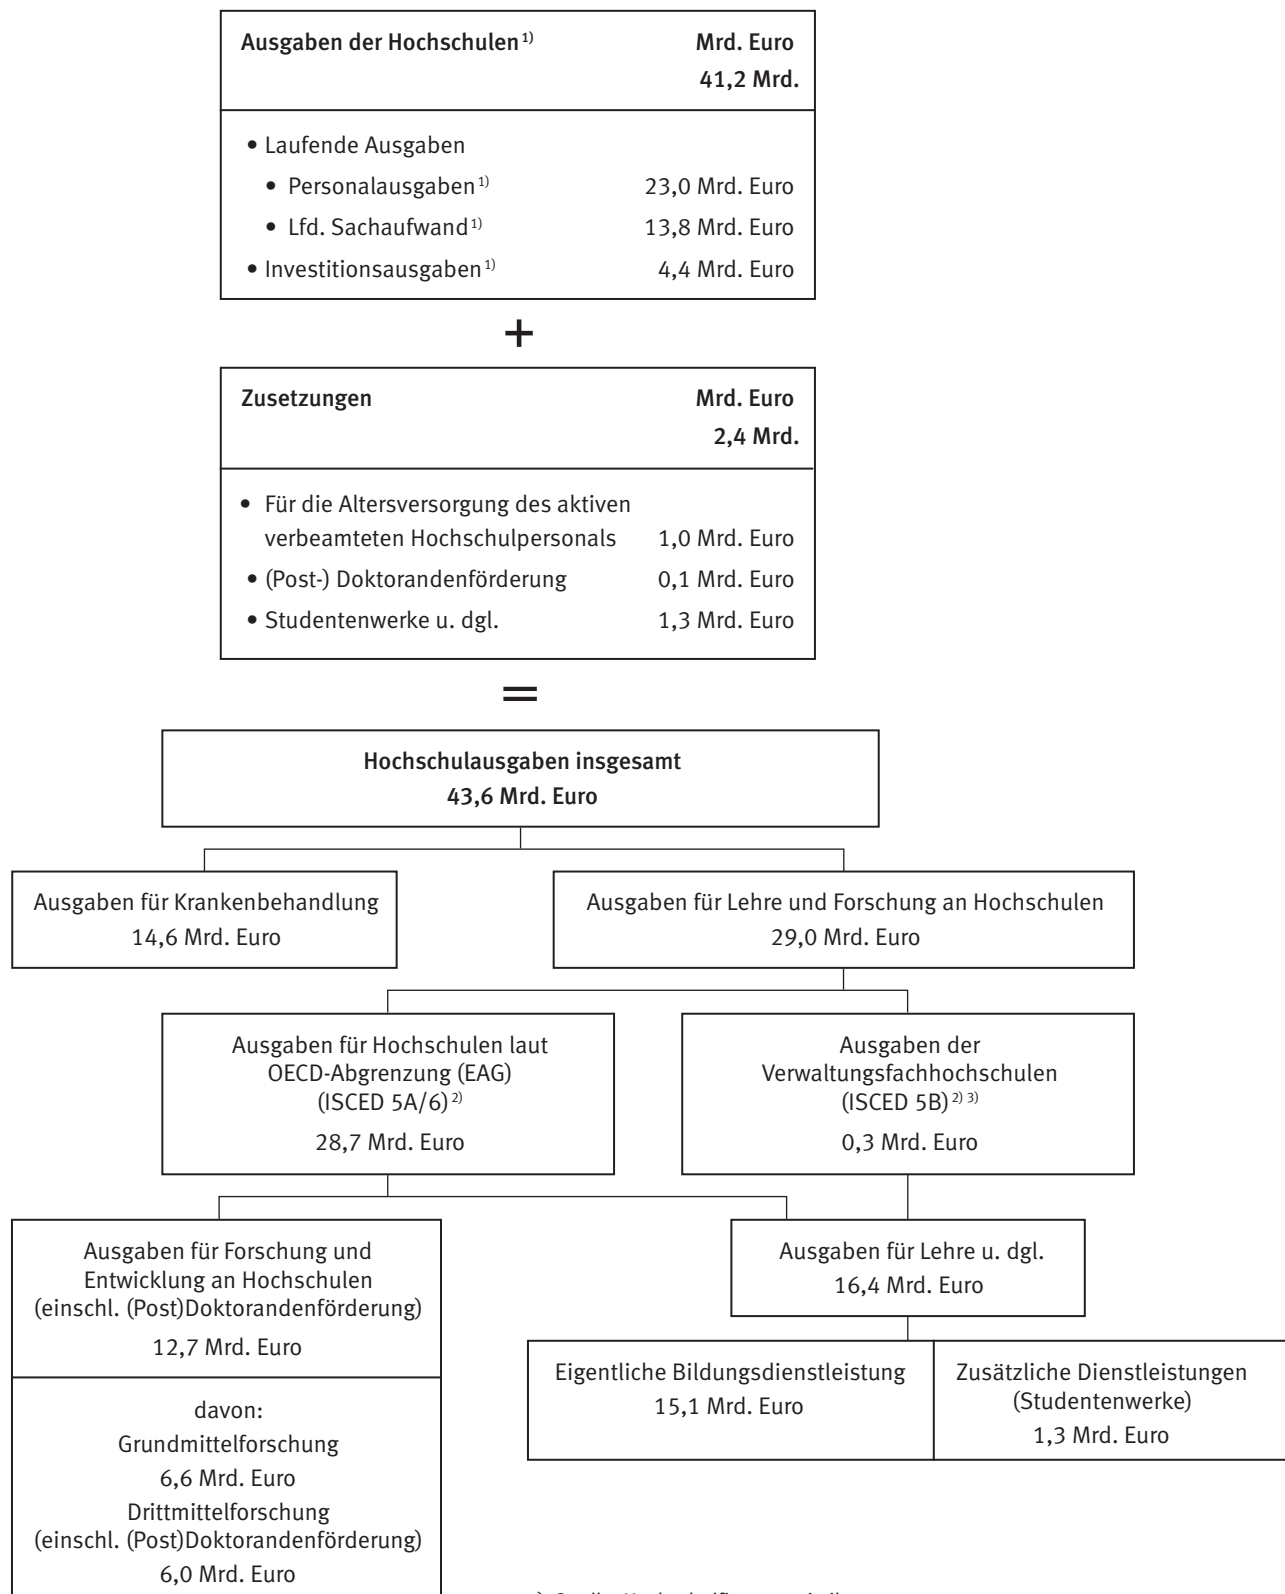 Ausgaben der Hochschulen 1) Mrd. Euro
41,2 Mrd.
• Laufende Ausgaben
• Personalausgaben 1) 23,0 Mrd. Euro
• Lfd. Sachaufwand 1) 13,8 Mrd. Euro
• Investitionsausgaben 1) 4,4 Mrd. Euro
+
Zusetzungen Mrd. Euro
2,4 Mrd.
• Für die Altersversorgung des aktiven
verbeamteten Hochschulpersonals 1,0 Mrd. Euro
• (Post-) Doktorandenförderung 0,1 Mrd. Euro
• Studentenwerke u. dgl. 1,3 Mrd. Euro
=
Hochschulausgaben insgesamt
43,6 Mrd. Euro
Ausgaben für Krankenbehandlung
14,6 Mrd. Euro
Ausgaben für Lehre und Forschung an Hochschulen
29,0 Mrd. Euro
Ausgaben für Hochschulen laut
OECD-Abgrenzung (EAG)
(ISCED 5A/6) 2)
28,7 Mrd. Euro
Ausgaben der
Verwaltungsfachhochschulen
(ISCED 5B) 2) 3)
0,3 Mrd. Euro
Ausgaben für Forschung und
Entwicklung an Hochschulen
(einschl. (Post)Doktorandenförderung)
12,7 Mrd. Euro
davon:
Grundmittelforschung
6,6 Mrd. Euro
Drittmittelforschung
(einschl. (Post)Doktorandenförderung)
6,0 Mrd. Euro
Ausgaben für Lehre u. dgl.
16,4 Mrd. Euro
Eigentliche Bildungsdienstleistung
15,1 Mrd. Euro
Zusätzliche Dienstleistungen
(Studentenwerke)
1,3 Mrd. Euro